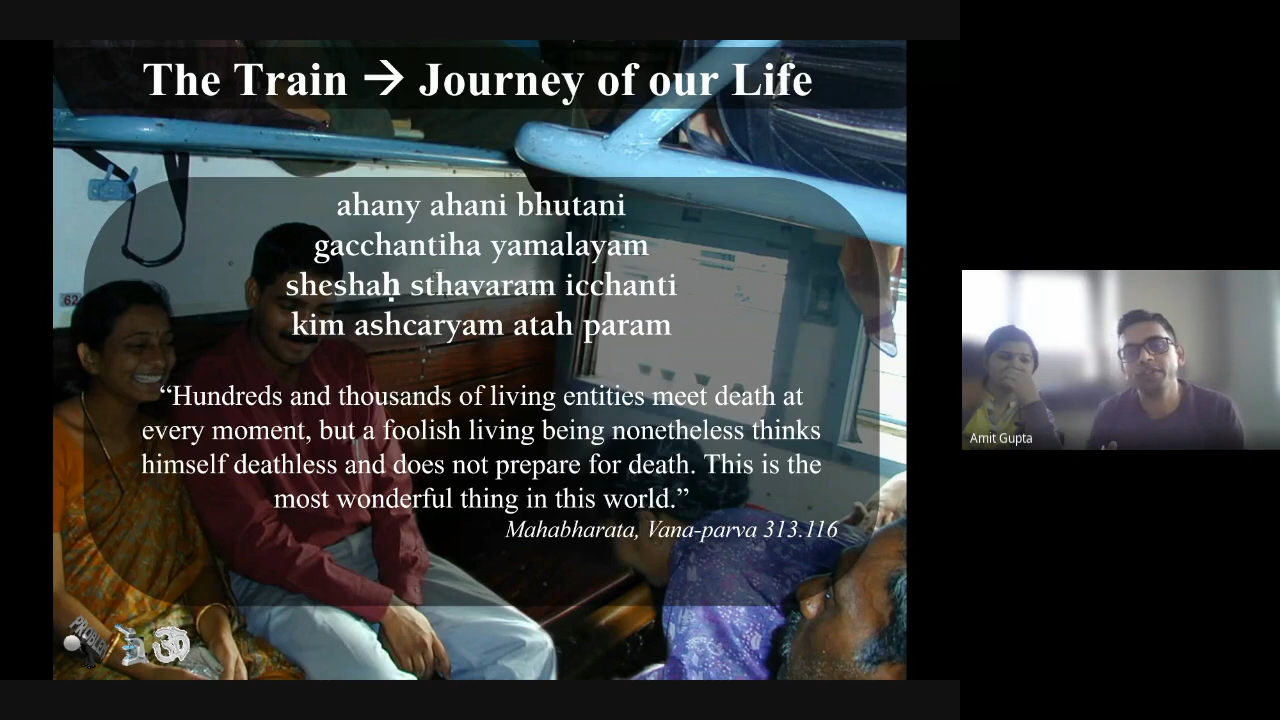 The Train → Journey of our Life
ahany ahani bhutani
gacchantiha yamalayam
sheshaḥ sthavaram icchanti
kim ashcaryam atah param
“Hundreds and thousands of living entities meet death at
every moment, but a foolish living being nonetheless thinks
himself deathless and does not prepare for death. This is the
most wonderful thing in this world.”
Mahabharata, Vana-parva 313.116
62
PROBLEM
ॐ
Amit Gupta